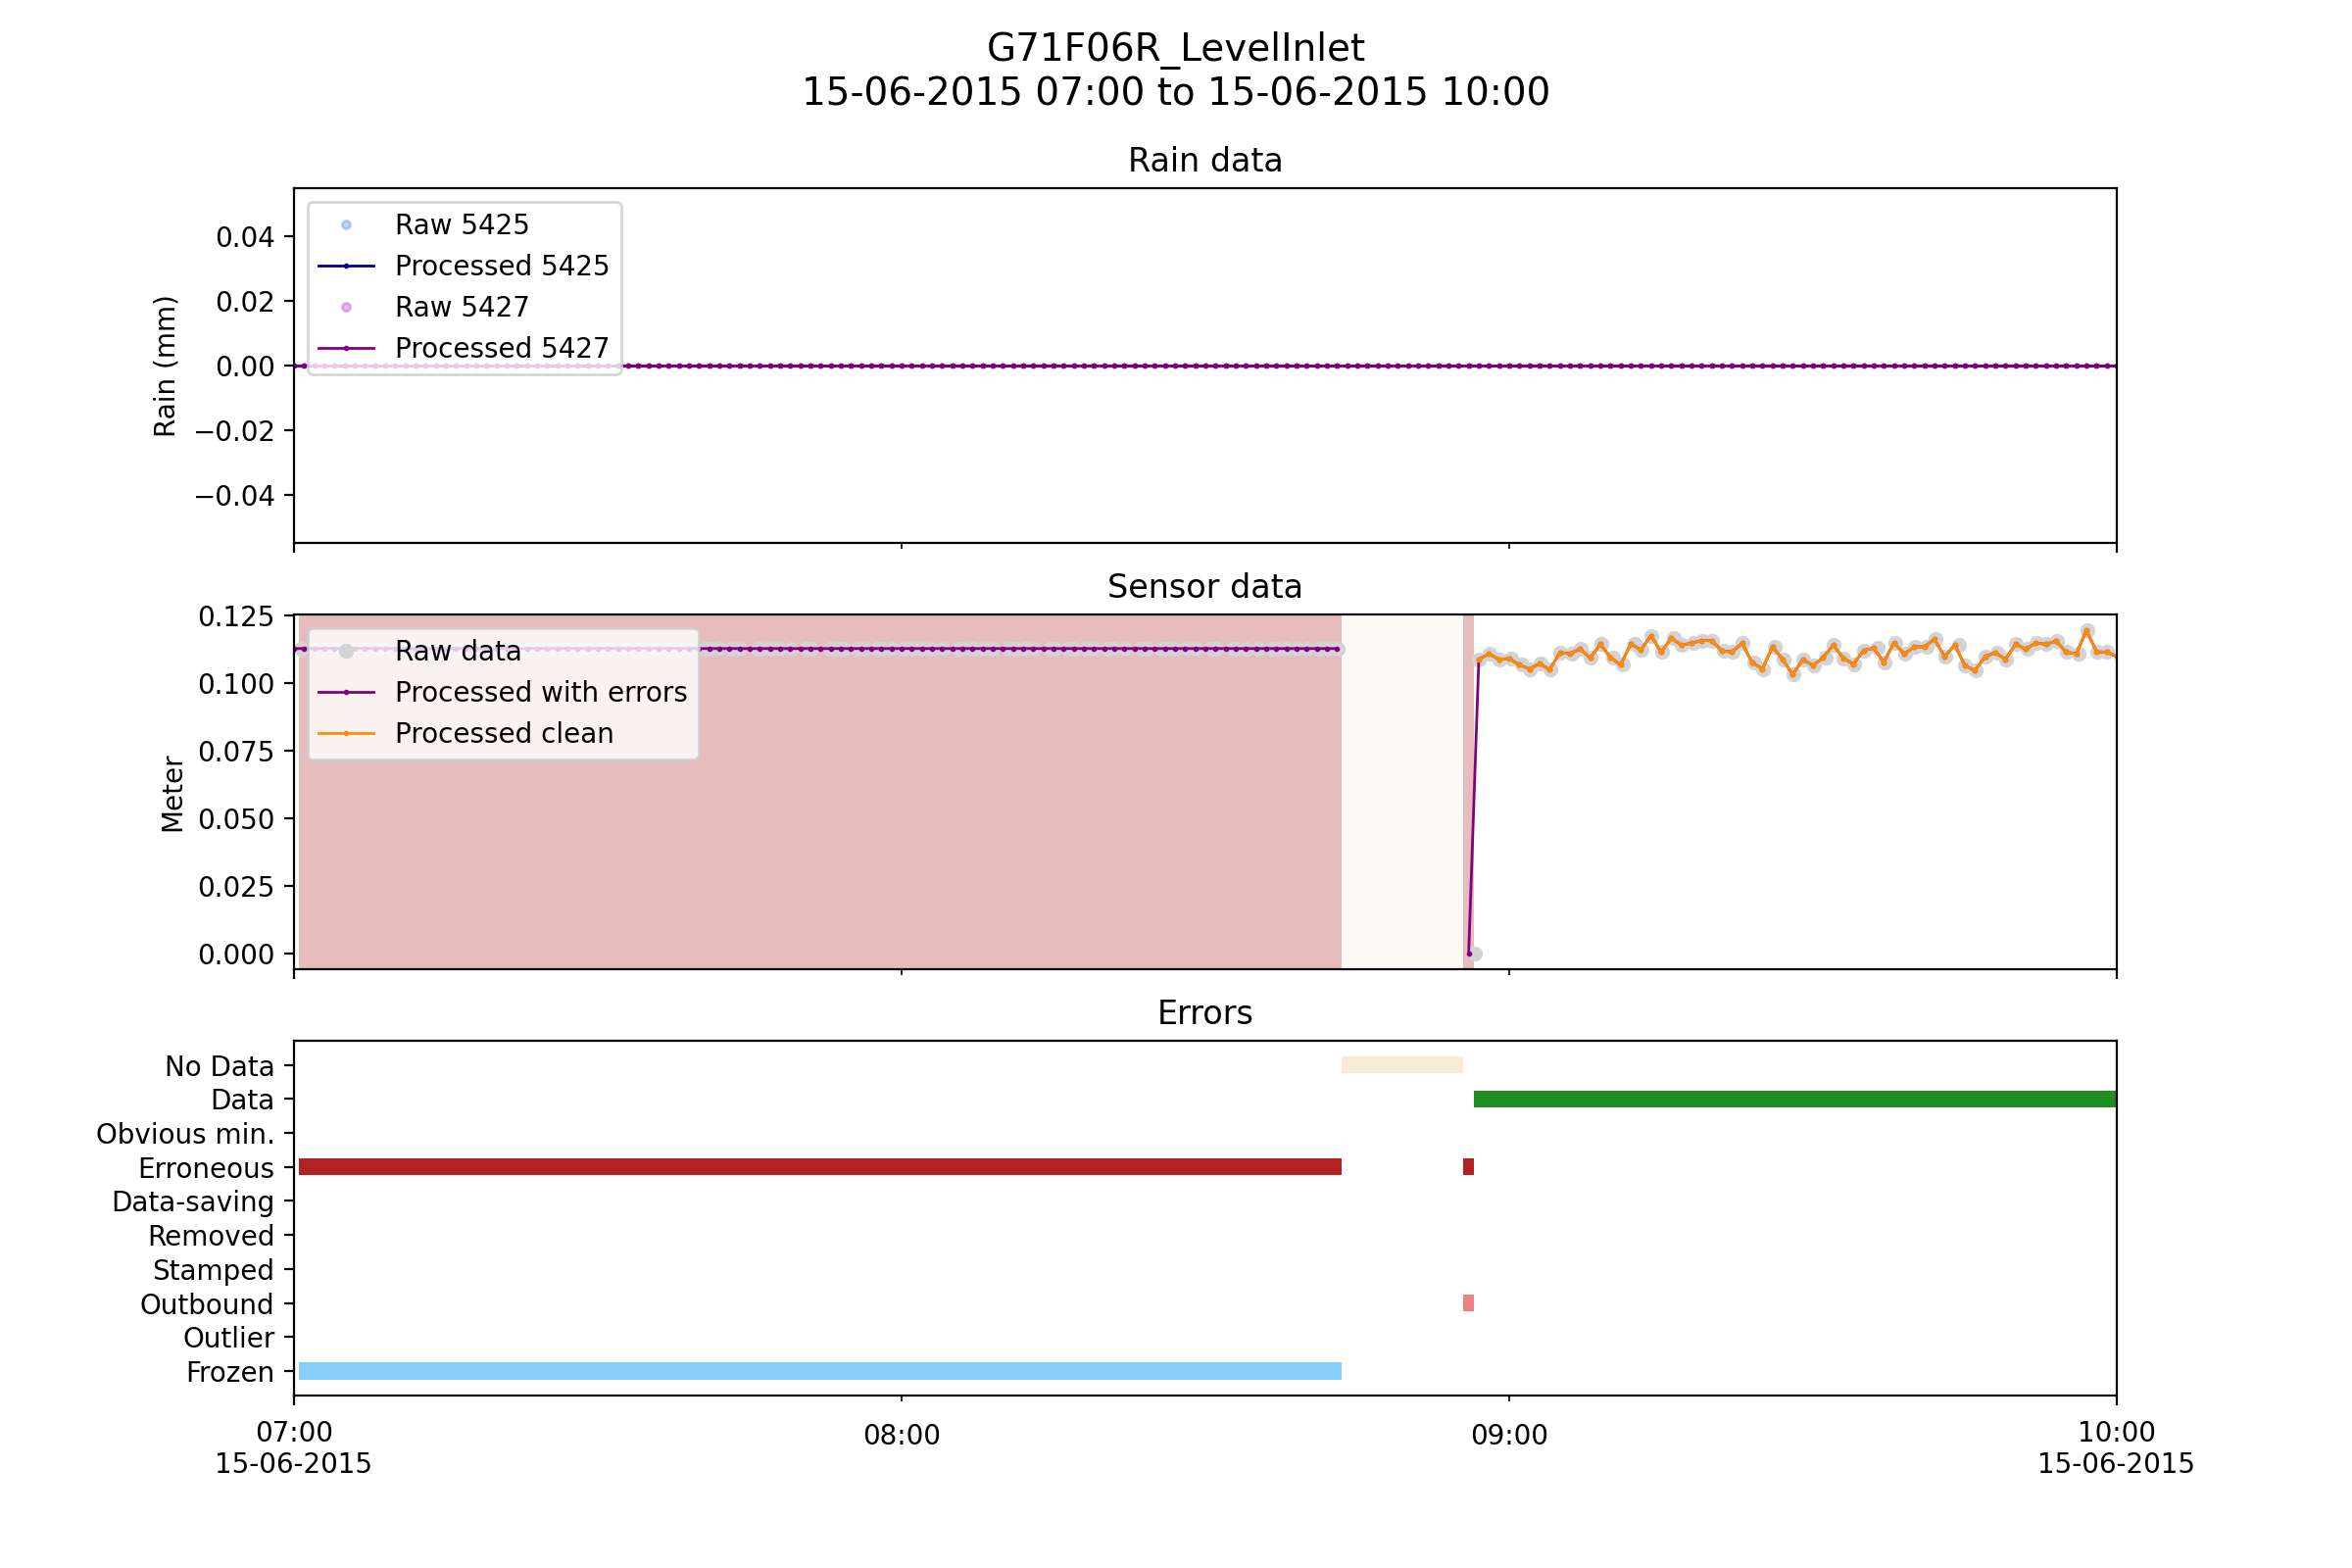 G71F06R_LevelInlet
15-06-2015 07:00 to 15-06-2015 10:00
Rain data
Rain (mm)
0.04
0.02
0.00
−0.02
−0.04
Raw 5425
Processed 5425
Raw 5427
Processed 5427
Sensor data
Meter
0.125
0.100
0.075
0.050
0.025
0.000
Raw data
Processed with errors
Processed clean
Errors
No Data
Data
Obvious min.
Erroneous
Data-saving
Removed
Stamped
Outbound
Outlier
Frozen
07:00
15-06-2015
08:00
09:00
10:00
15-06-2015